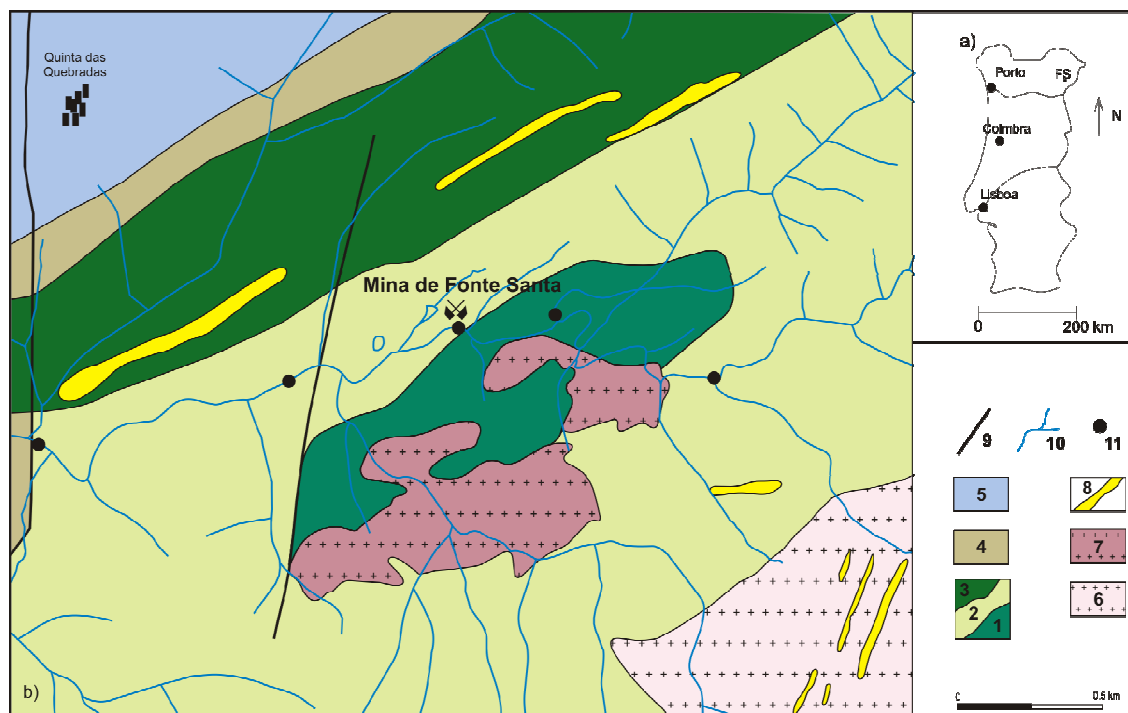 Quinta das
Quebradas
Mina de Fonte Santa
b)
a)
Porto
FS
N
Coimbra
Lisboa
0 200 km
9 10 11
5 8
4 7
3 2 1 6
0.5 km